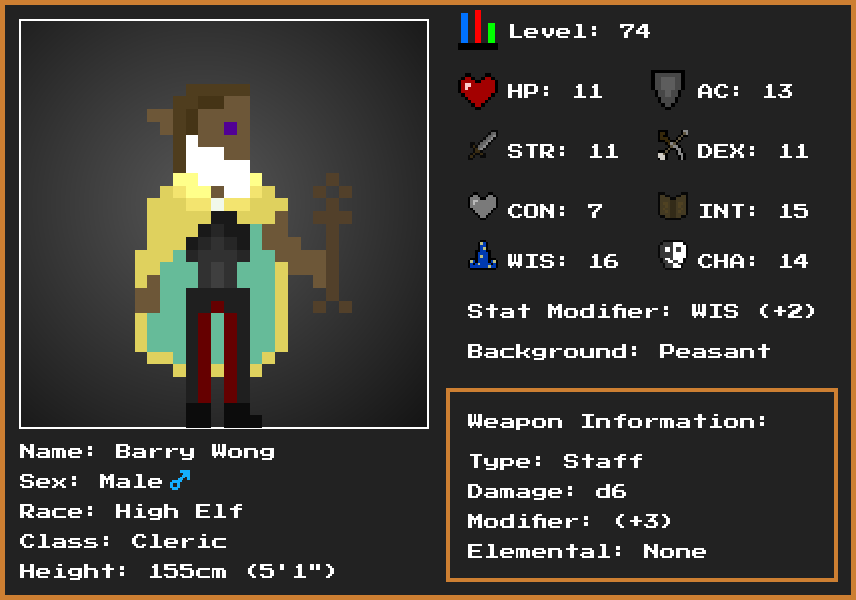 Level: 74
HP: 11 AC: 13
STR: 11 DEX: 11
CON: 7 INT: 15
WIS: 16 CHA: 14
Stat Modifier: WIS (+2)
Background: Peasant
Weapon Information:
Type: Staff
Damage: d6
Modifier: (+3)
Elemental: None
Name: Barry Wong
Sex: Male♂
Race: High Elf
Class: Cleric
Height: 155cm (5'1")